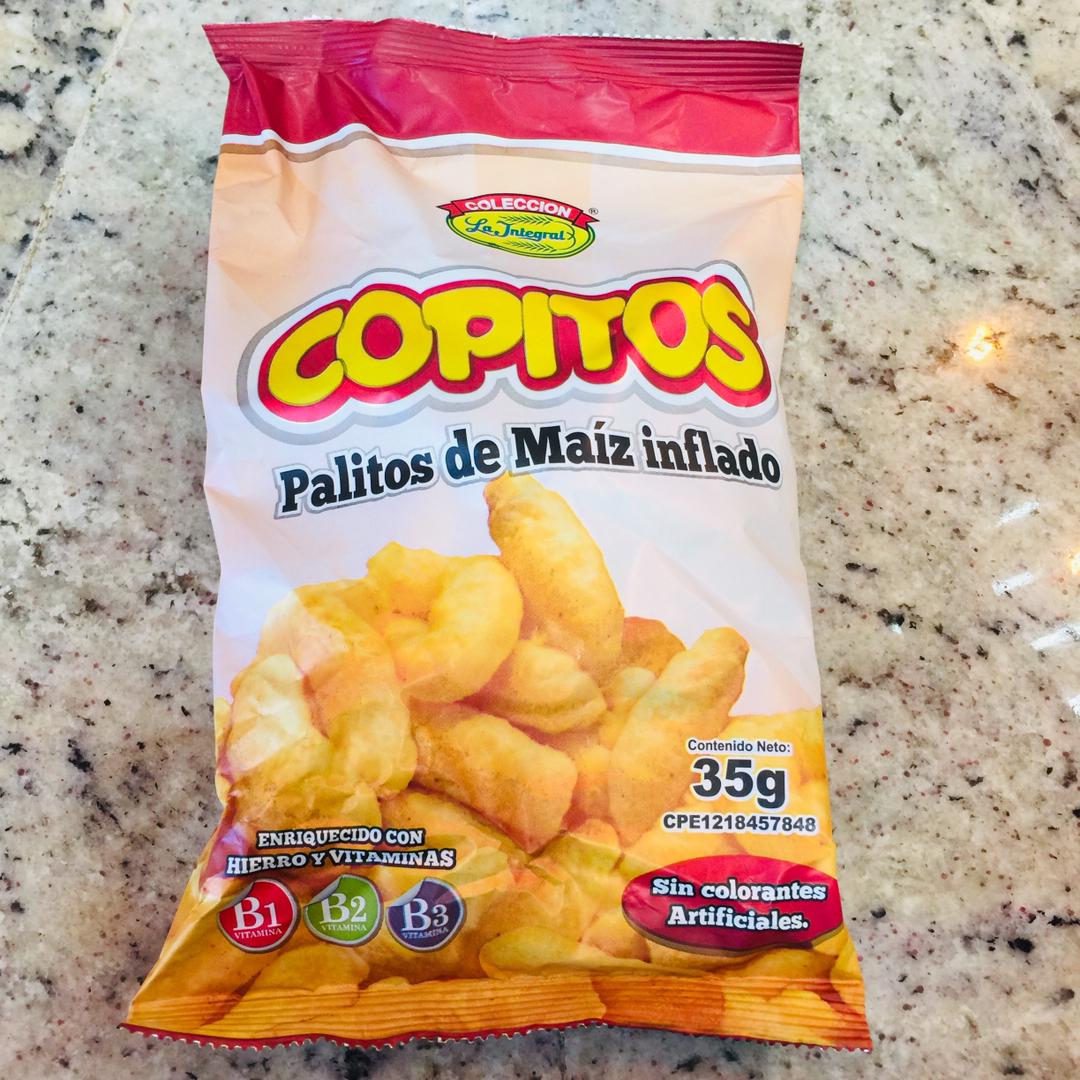 COLECCION
La Integral
®
COPITOS
Palitos de Maíz inflado
Contenido Neto:
35g
CPE1218457848
ENRIQUECIDO CON
HIERRO Y VITAMINAS
B1
VITAMINA
B2
VITAMINA
B3
VITAMINA
Sin colorantes
Artificiales.